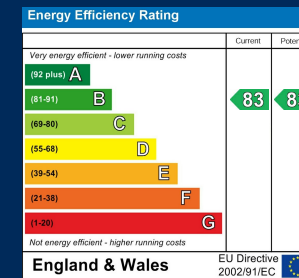 Energy Efficiency Rating
Current
Very energy efficient - lower running costs
(92 plus) A
(81-91) B 83
(69-80) C
(55-68) D
(39-54) E
(21-38) F
(1-20) G
Not energy efficient - higher running costs
England & Wales
EU Directive
2002/91/EC